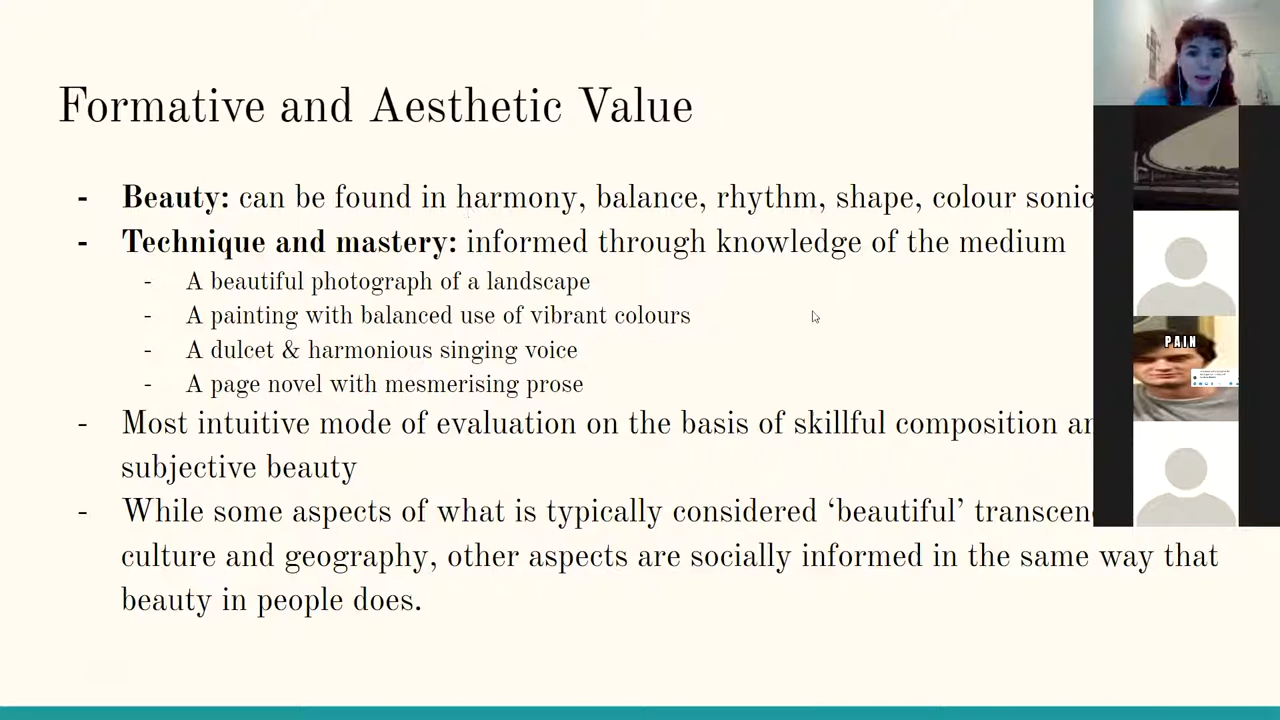 Formative and Aesthetic Value
- Beauty: can be found in harmony, balance, rhythm, shape, colour sonic
- Technique and mastery: informed through knowledge of the medium
- A beautiful photograph of a landscape
- A painting with balanced use of vibrant colours
- A dulcet & harmonious singing voice
- A page novel with mesmerising prose
- Most intuitive mode of evaluation on the basis of skillful composition
subjective beauty
- While some aspects of what is typically considered ‘beautiful’
culture and geography, other aspects are socially informed in the same way that
beauty in people does.
PAIN